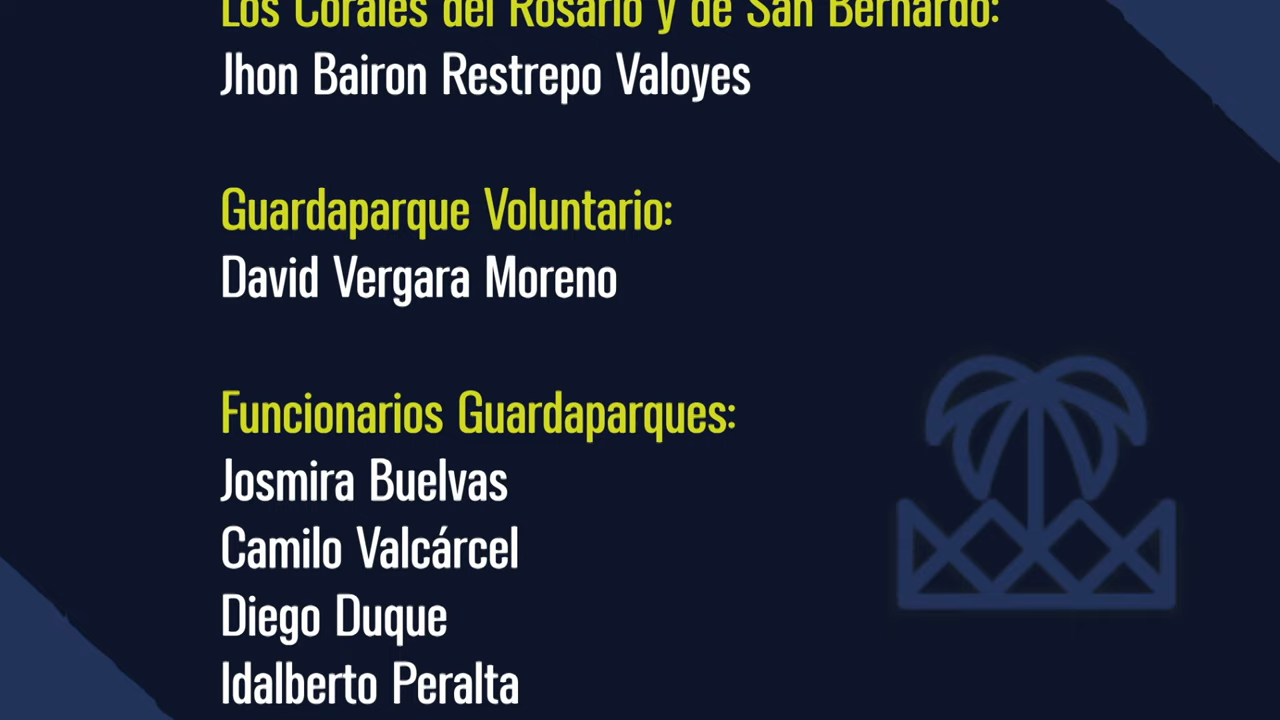 Los Corales del Rosario y de San Bernardo:
Jhon Bairon Restrepo Valoyes
Guardaparque Voluntario:
David Vergara Moreno
Funcionarios Guardaparques:
Josmira Buelvas
Camilo Valcárcel
Diego Duque
Idalberto Peralta